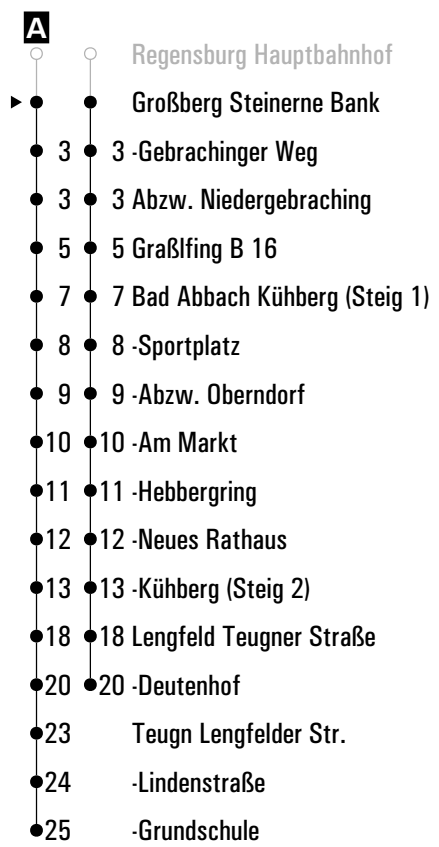 A
Regensburg Hauptbahnhof
Großberg Steinerne Bank
3 3 -Gebrachinger Weg
3 3 Abzw. Niedergebraching
5 5 Graßlfing B 16
7 7 Bad Abbach Kühberg (Steig 1)
8 8 -Sportplatz
9 9 -Abzw. Oberndorf
10 10 -Am Markt
11 11 -Hebbergring
12 12 -Neues Rathaus
13 13 -Kühberg (Steig 2)
18 18 Lengfeld Teugner Straße
20 20 -Deutenhof
23 Teugn Lengfelder Str.
24 -Lindenstraße
25 -Grundschule